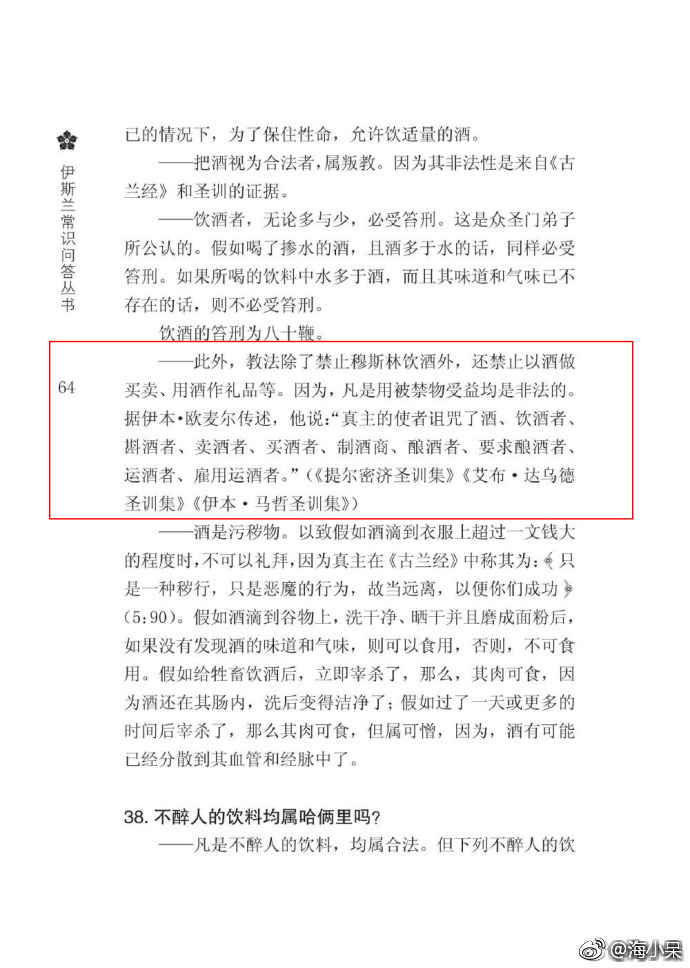 已的情况下，为了保住性命，允许饮适量的酒。
——把酒视为合法者，属叛教。因为其非法性是来自《古
兰经》和圣训的证据。
——饮酒者，无论多与少，必受笞刑。这是众圣门弟子
所公认的。假如喝了掺水的酒，且酒多于水的话，同样必受
笞刑。如果所喝的饮料中水多于酒，而且其味道和气味已不
存在的话，则不必受笞刑。
饮酒的笞刑为八十鞭。
——此外，教法除了禁止穆斯林饮酒外，还禁止以酒做
买卖、用酒作礼品等。因为，凡是用被禁物受益均是非法的。
据伊本·欧麦尔传述，他说：“真主的使者诅咒了酒、饮酒者、
斟酒者、卖酒者、买酒者、制酒商、酿酒者、要求酿酒者、
运酒者、雇用运酒者。”（《提尔密济圣训集》《艾布·达乌德
圣训集》《伊本·马哲圣训集》）
——酒是污秽物。以致假如酒滴到衣服上超过一文钱大
的程度时，不可以礼拜，因为真主在《古兰经》中称其为：﴾只
是一种秽行，只是恶魔的行为，故当远离，以便你们成功﴿
(5:90)。假如酒滴到谷物上，洗干净、晒干并且磨成面粉后，
如果没有发现酒的味道和气味，则可以食用，否则，不可食
用。假如给牲畜饮酒后，立即宰杀了，那么，其肉可食，因
为酒还在其肠内，洗后变得洁净了；假如过了一天或更多的
时间后宰杀了，那么其肉可食，但属可憎，因为，酒有可能
已经分散到其血管和经脉中了。
38. 不醉人的饮料均属哈俩里吗？
——凡是不醉人的饮料，均属合法。但下列不醉人的饮
伊斯兰常识问答丛书
64
@海小呆